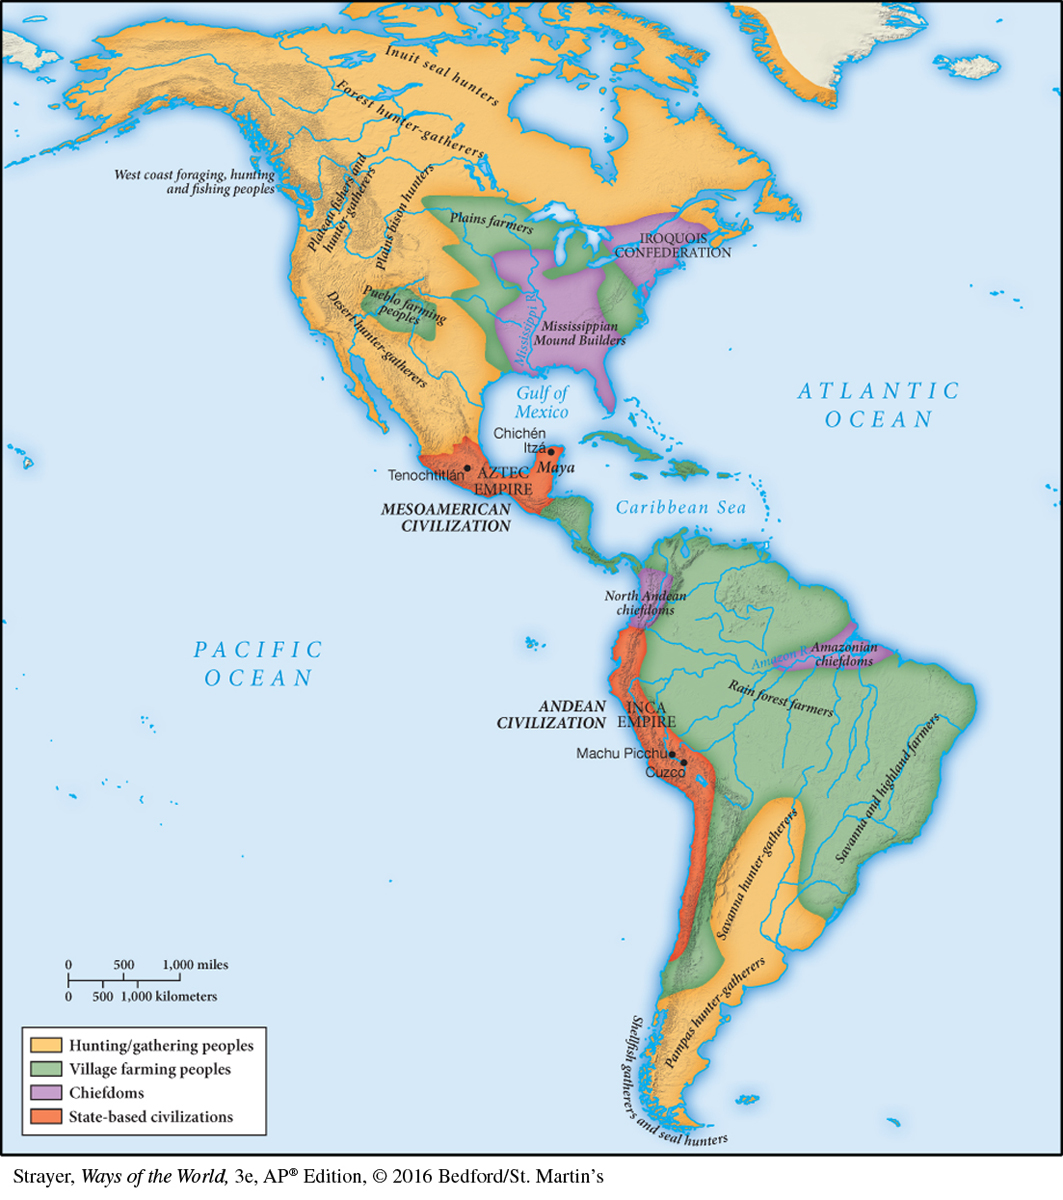 Inuit seal hunters
Forest hunter-gatherers
West coast foraging, hunting
and fishing peoples
Plateau fishers and
hunter-gatherers
Plains bison hunters
Plains farmers
IROQUOIS
CONFEDERATION
Pueblo farming
peoples
Desert hunter-gatherers
Mississippi R.
Mississippian
Mound Builders
ATLANTIC
OCEAN
Gulf of
Mexico
Chichén
Itzá
Maya
Tenochtitlán
AZTEC
EMPIRE
MESOAMERICAN
CIVILIZATION
Caribbean Sea
North Andean
chiefdoms
PACIFIC
OCEAN
Amazon R.
Amazonian
chiefdoms
Rain forest farmers
ANDEAN
CIVILIZATION
INCA
EMPIRE
Machu Picchu
Cuzco
Savanna and highland farmers
Savanna hunter-gatherers
Pampas hunter-gatherers
Shellfish gatherers and seal hunters
0 500 1,000 miles
0 500 1,000 kilometers
Hunting/gathering peoples
Village farming peoples
Chiefdoms
State-based civilizations
Strayer, Ways of the World, 3e, AP® Edition, © 2016 Bedford/St. Martin's